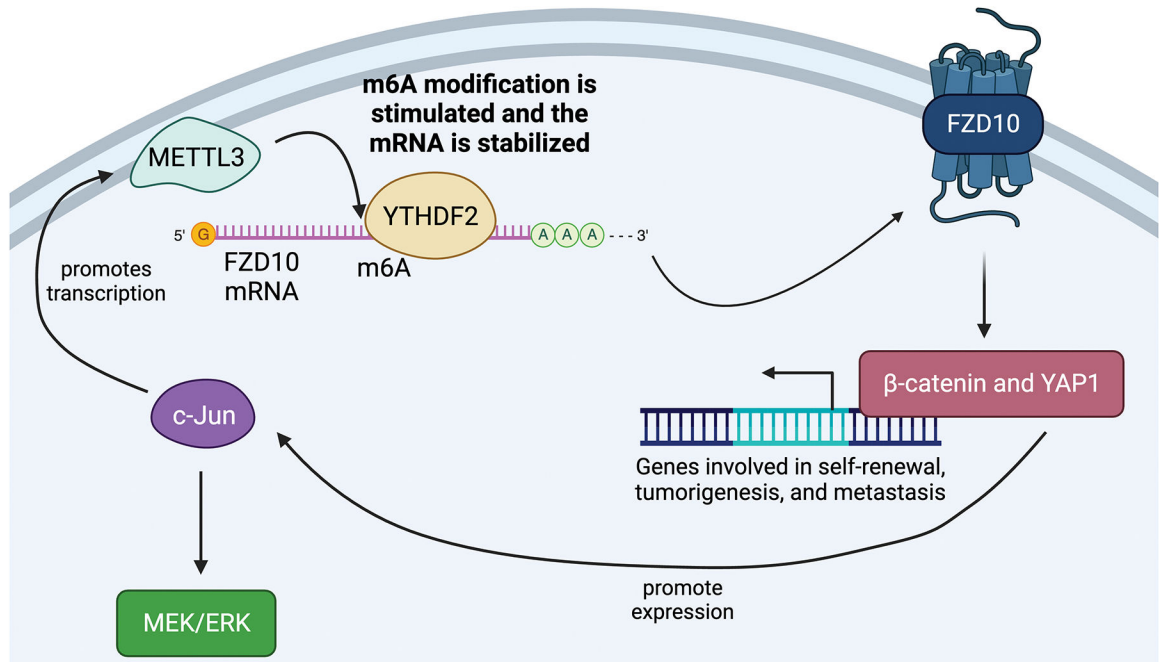 m6A modification is
stimulated and the
mRNA is stabilized
METTL3
FZD10
YTHDF2
5' G A A A - - - 3'
FZD10
mRNA
m6A
promotes
transcription
β-catenin and YAP1
c-Jun
Genes involved in self-renewal,
tumorigenesis, and metastasis
promote
expression
MEK/ERK